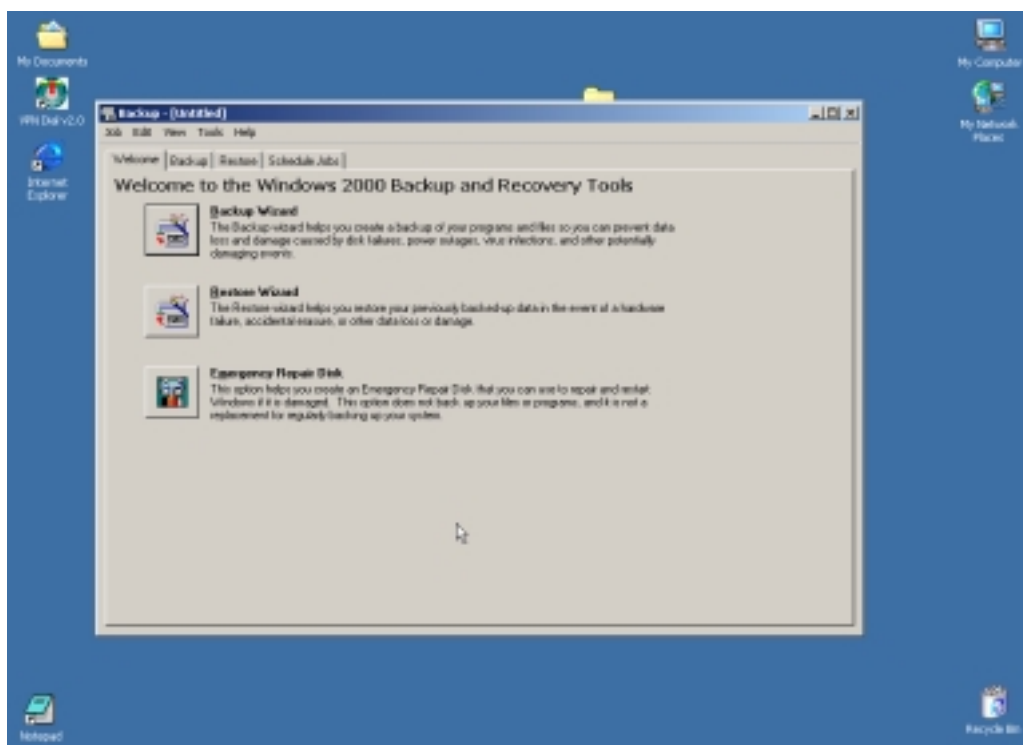 My Documents
My Computer
VPN Dial v2.0
My Network
Places
Internet
Explorer
Backup - [Untitled]
Job Edit View Tools Help
Welcome Backup Restore Schedule Jobs
Welcome to the Windows 2000 Backup and Recovery Tools
Backup Wizard
The Backup wizard helps you create a backup of your programs and files so you can prevent data
loss and damage caused by disk failures, power outages, virus infections, and other potentially
damaging events.
Restore Wizard
The Restore wizard helps you restore your previously backed-up data in the event of a hardware
failure, accidental erasure, or other data loss or damage.
Emergency Repair Disk
This option helps you create an Emergency Repair Disk that you can use to repair and restart
Windows if it is damaged. This option does not back up your files or programs, and it is not a
replacement for regularly backing up your system.
Notepad
Recycle Bin